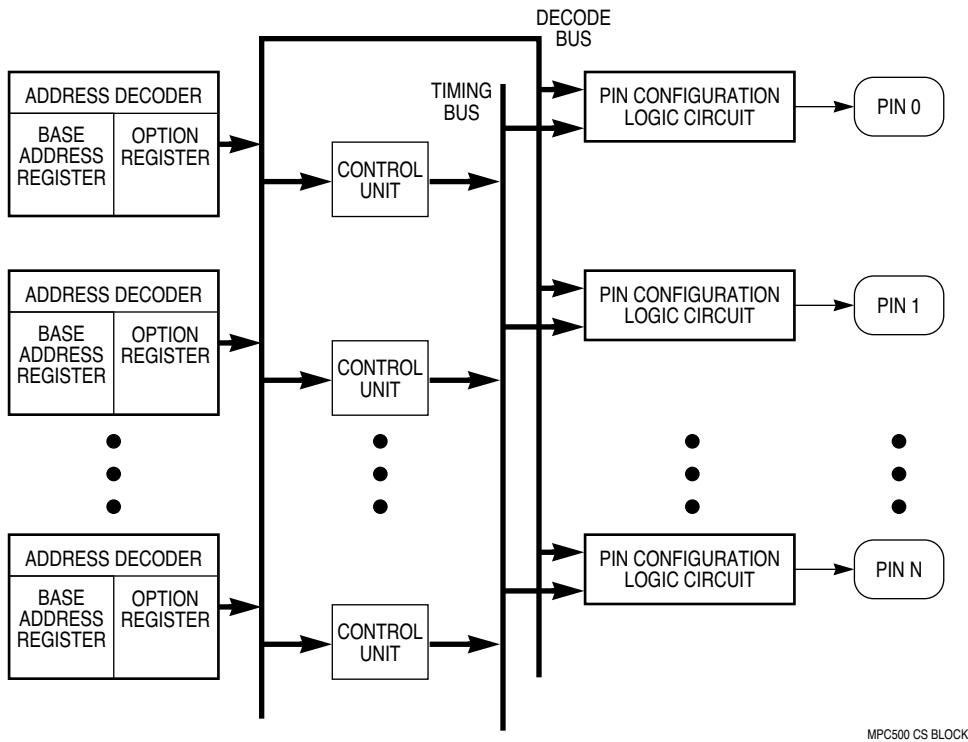 DECODE
BUS
TIMING
BUS
ADDRESS DECODER
BASE
ADDRESS
REGISTER
OPTION
REGISTER
CONTROL
UNIT
PIN CONFIGURATION
LOGIC CIRCUIT
PIN 0
ADDRESS DECODER
BASE
ADDRESS
REGISTER
OPTION
REGISTER
CONTROL
UNIT
PIN CONFIGURATION
LOGIC CIRCUIT
PIN 1
ADDRESS DECODER
BASE
ADDRESS
REGISTER
OPTION
REGISTER
CONTROL
UNIT
PIN CONFIGURATION
LOGIC CIRCUIT
PIN N
MPC500 CS BLOCK